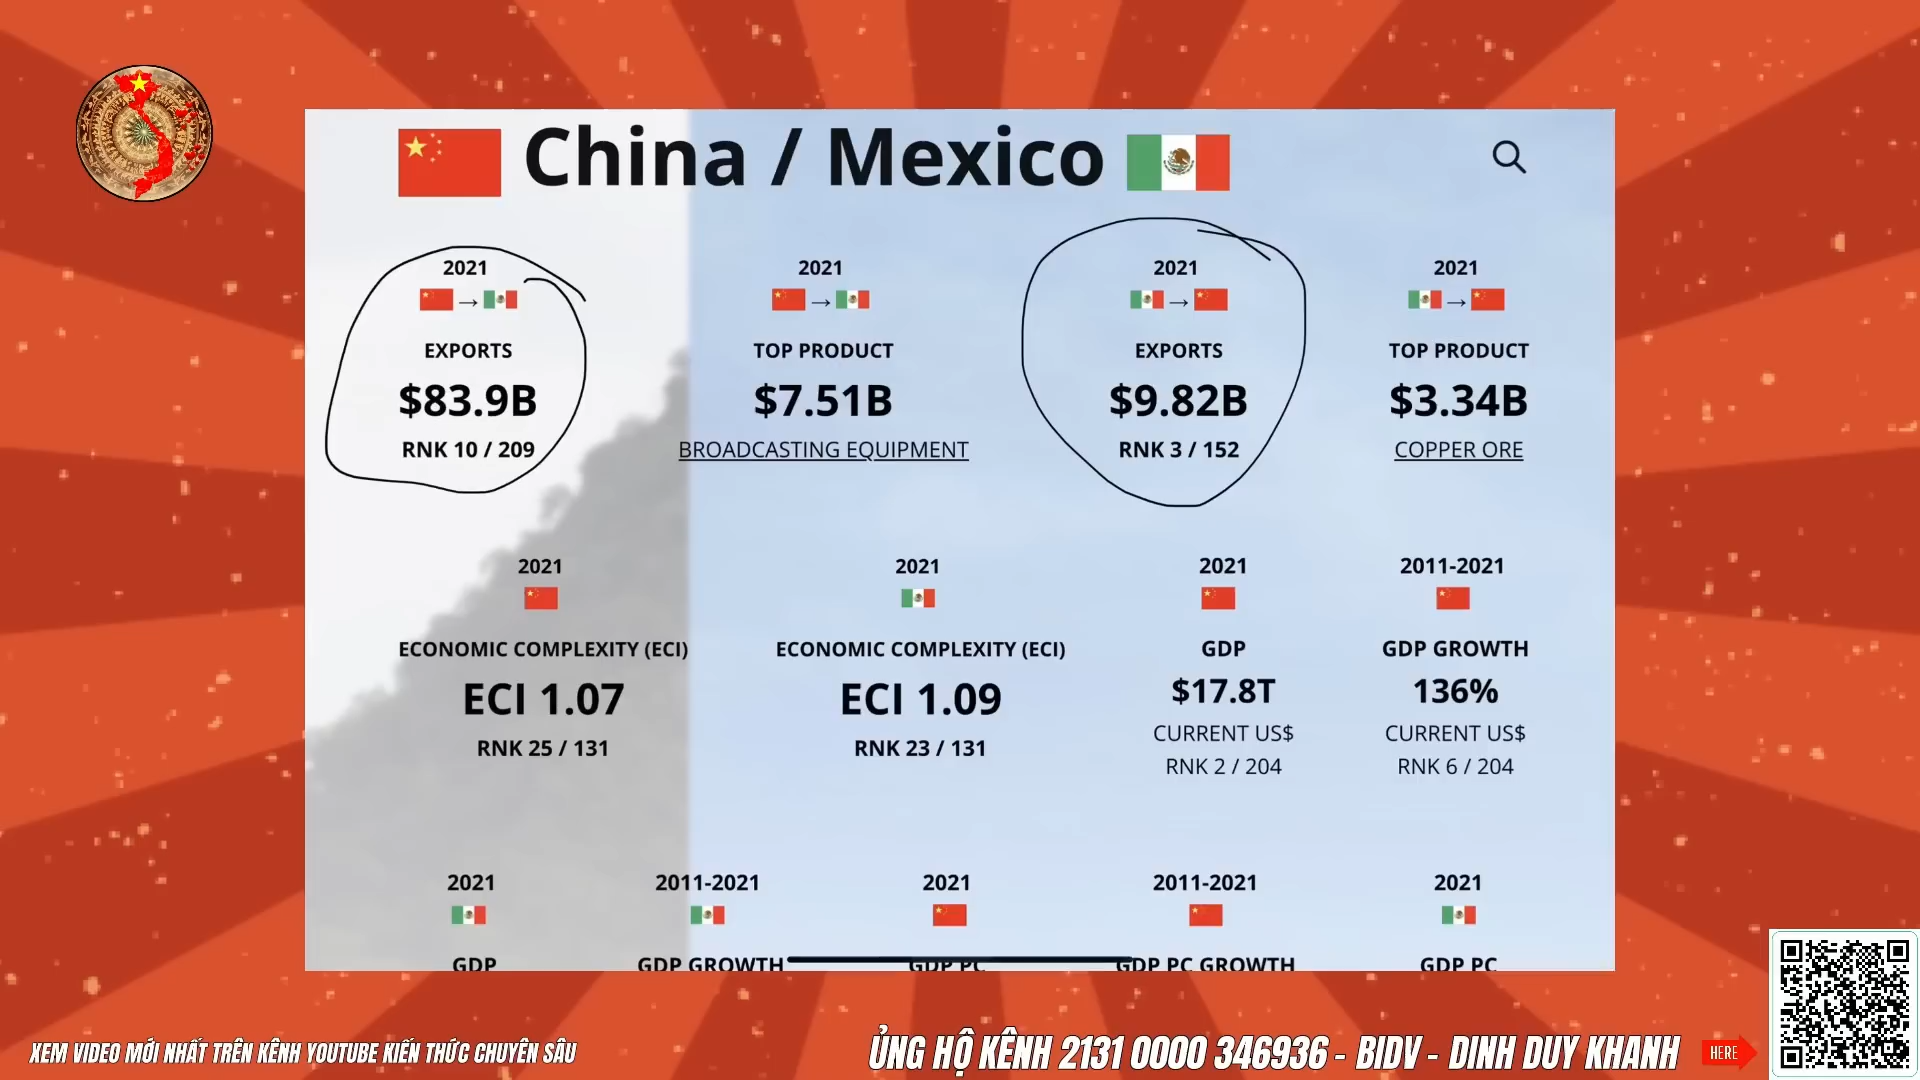 China / Mexico
2021
→
EXPORTS
$83.9B
RNK 10 / 209
2021
→
TOP PRODUCT
$7.51B
BROADCASTING EQUIPMENT
2021
→
EXPORTS
$9.82B
RNK 3 / 152
2021
→
TOP PRODUCT
$3.34B
COPPER ORE
2021
ECONOMIC COMPLEXITY (ECI)
ECI 1.07
RNK 25 / 131
2021
ECONOMIC COMPLEXITY (ECI)
ECI 1.09
RNK 23 / 131
2021
GDP
$17.8T
CURRENT US$
RNK 2 / 204
2011-2021
GDP GROWTH
136%
CURRENT US$
RNK 6 / 204
2021
GDP
2011-2021
GDP GROWTH
2021
GDP PC
2011-2021
GDP PC GROWTH
2021
GDP PC
XEM VIDEO MỚI NHẤT TRÊN KÊNH YOUTUBE KIẾN THỨC CHUYÊN SÂU
ỦNG HỘ KÊNH 2131 0000 346936 - BIDV - DINH DUY KHANH
HERE